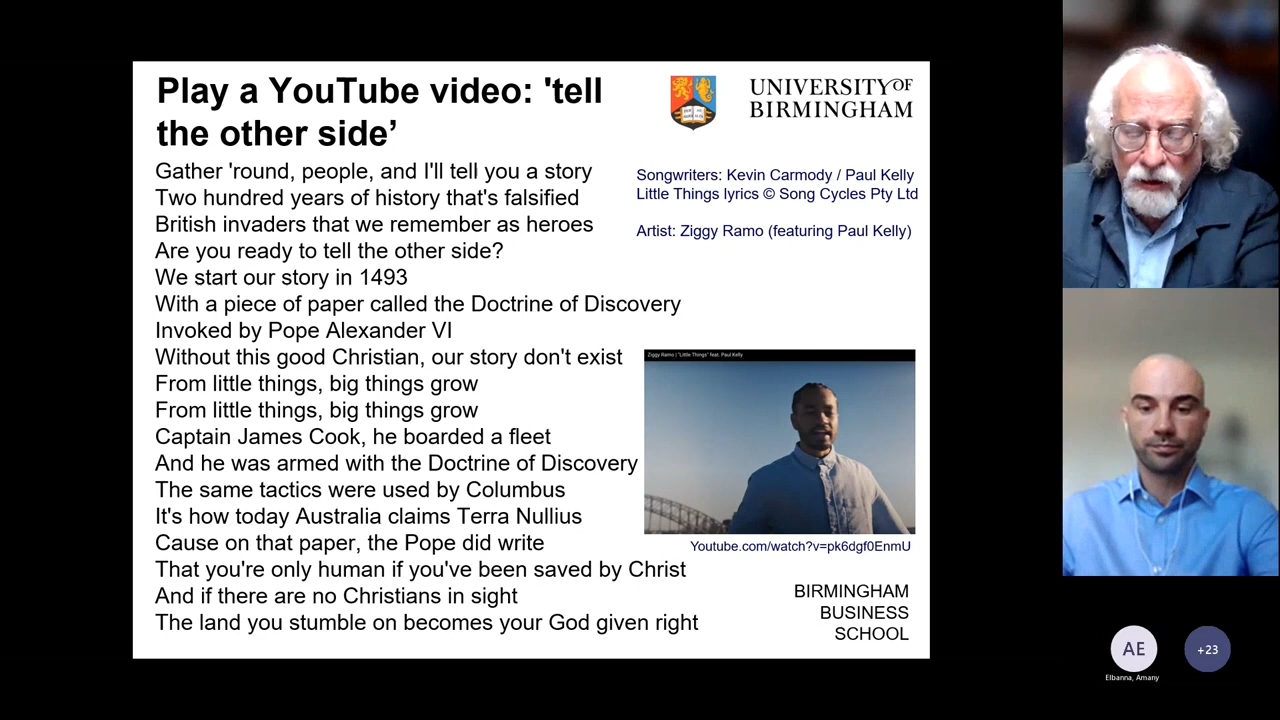 Play a YouTube video: 'tell
the other side’
UNIVERSITY OF
BIRMINGHAM
Gather 'round, people, and I'll tell you a story
Two hundred years of history that's falsified
British invaders that we remember as heroes
Are you ready to tell the other side?
We start our story in 1493
With a piece of paper called the Doctrine of Discovery
Invoked by Pope Alexander VI
Without this good Christian, our story don't exist
From little things, big things grow
From little things, big things grow
Captain James Cook, he boarded a fleet
And he was armed with the Doctrine of Discovery
The same tactics were used by Columbus
It's how today Australia claims Terra Nullius
Cause on that paper, the Pope did write
That you're only human if you've been saved by Christ
And if there are no Christians in sight
The land you stumble on becomes your God given right
Songwriters: Kevin Carmody / Paul Kelly
Little Things lyrics © Song Cycles Pty Ltd
Artist: Ziggy Ramo (featuring Paul Kelly)
Ziggy Ramo | "Little Things" feat. Paul Kelly
Youtube.com/watch?v=pk6dgf0EnmU
BIRMINGHAM
BUSINESS
SCHOOL
AE
+23
Elbanna, Amany